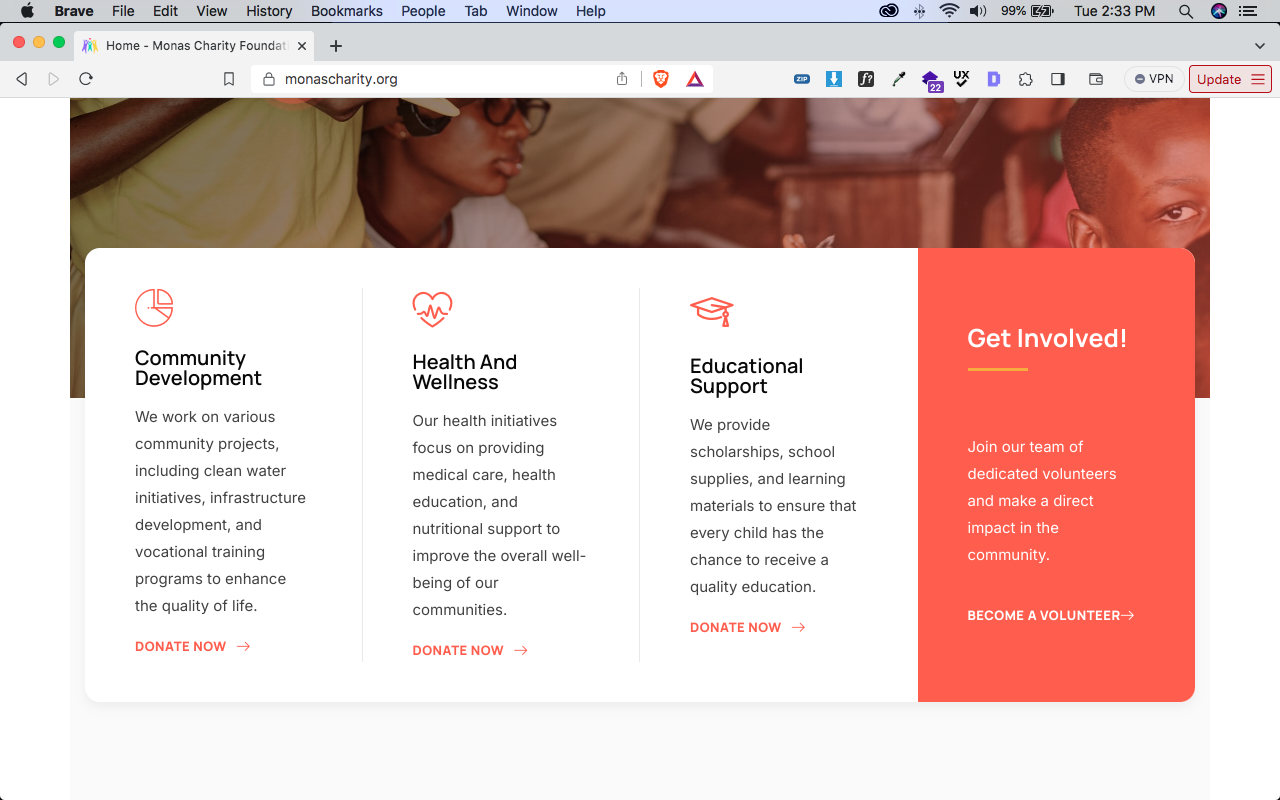 Brave File Edit View History Bookmarks People Tab Window Help 99% Tue 2:33 PM
Home - Monas Charity Foundati
monascharity.org ZIP f? 22 UX D VPN Update
Community
Development
We work on various
community projects,
including clean water
initiatives, infrastructure
development, and
vocational training
programs to enhance
the quality of life.
DONATE NOW
Health And
Wellness
Our health initiatives
focus on providing
medical care, health
education, and
nutritional support to
improve the overall well-
being of our
communities.
DONATE NOW
Educational
Support
We provide
scholarships, school
supplies, and learning
materials to ensure that
every child has the
chance to receive a
quality education.
DONATE NOW
Get Involved!
Join our team of
dedicated volunteers
and make a direct
impact in the
community.
BECOME A VOLUNTEER